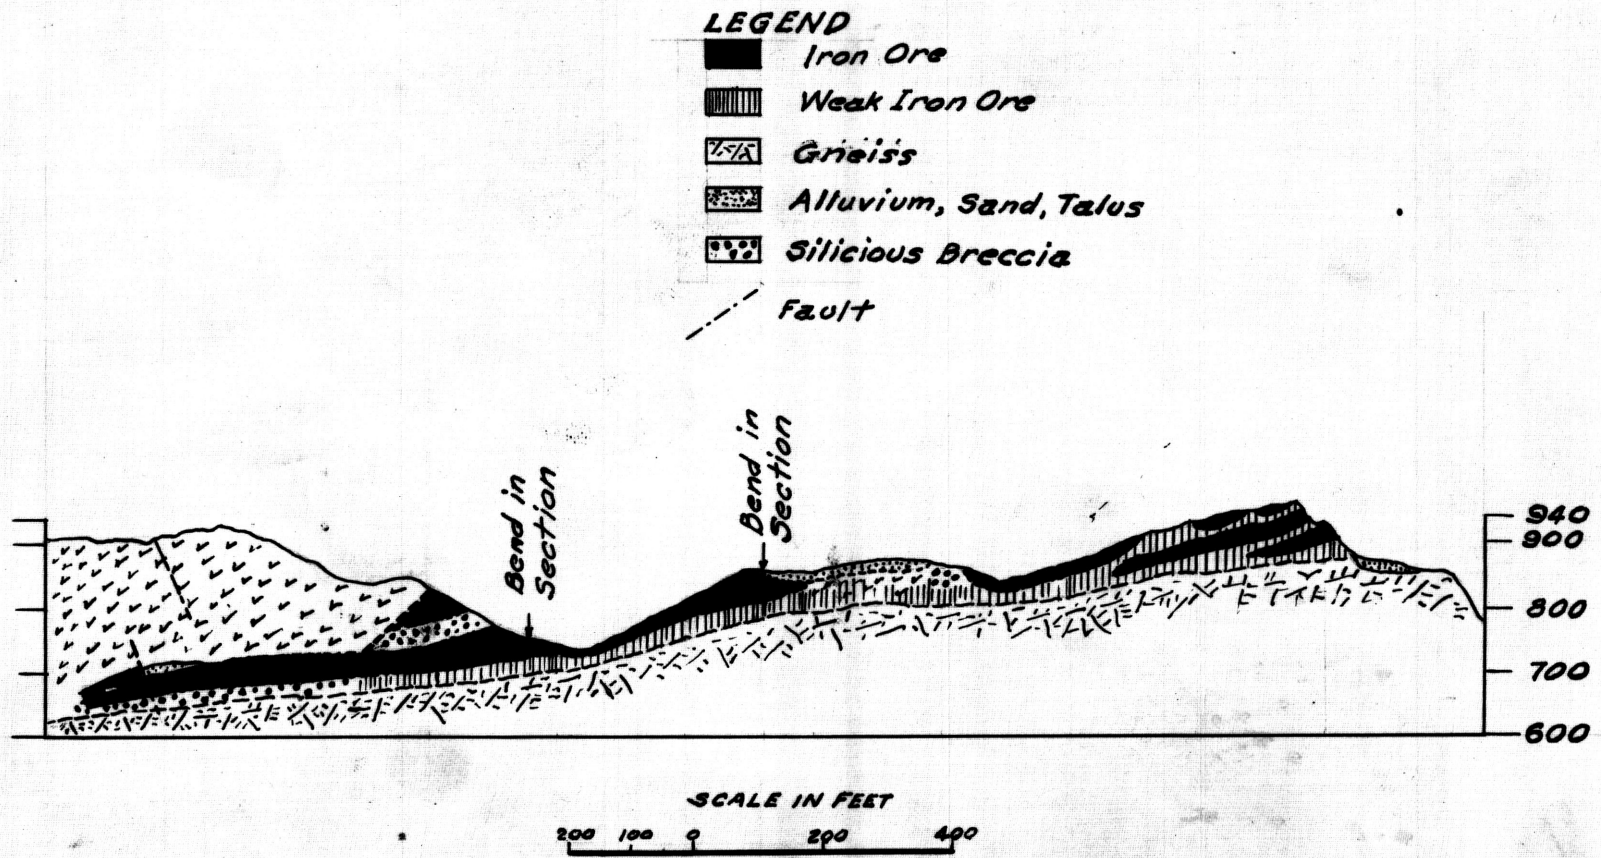 LEGEND
Iron Ore
Weak Iron Ore
Gneiss
Alluvium, Sand, Talus
Silicious Breccia
Fault
Bend in
Section
Bend in
Section
940
900
800
700
600
SCALE IN FEET
200 100 0 200 400